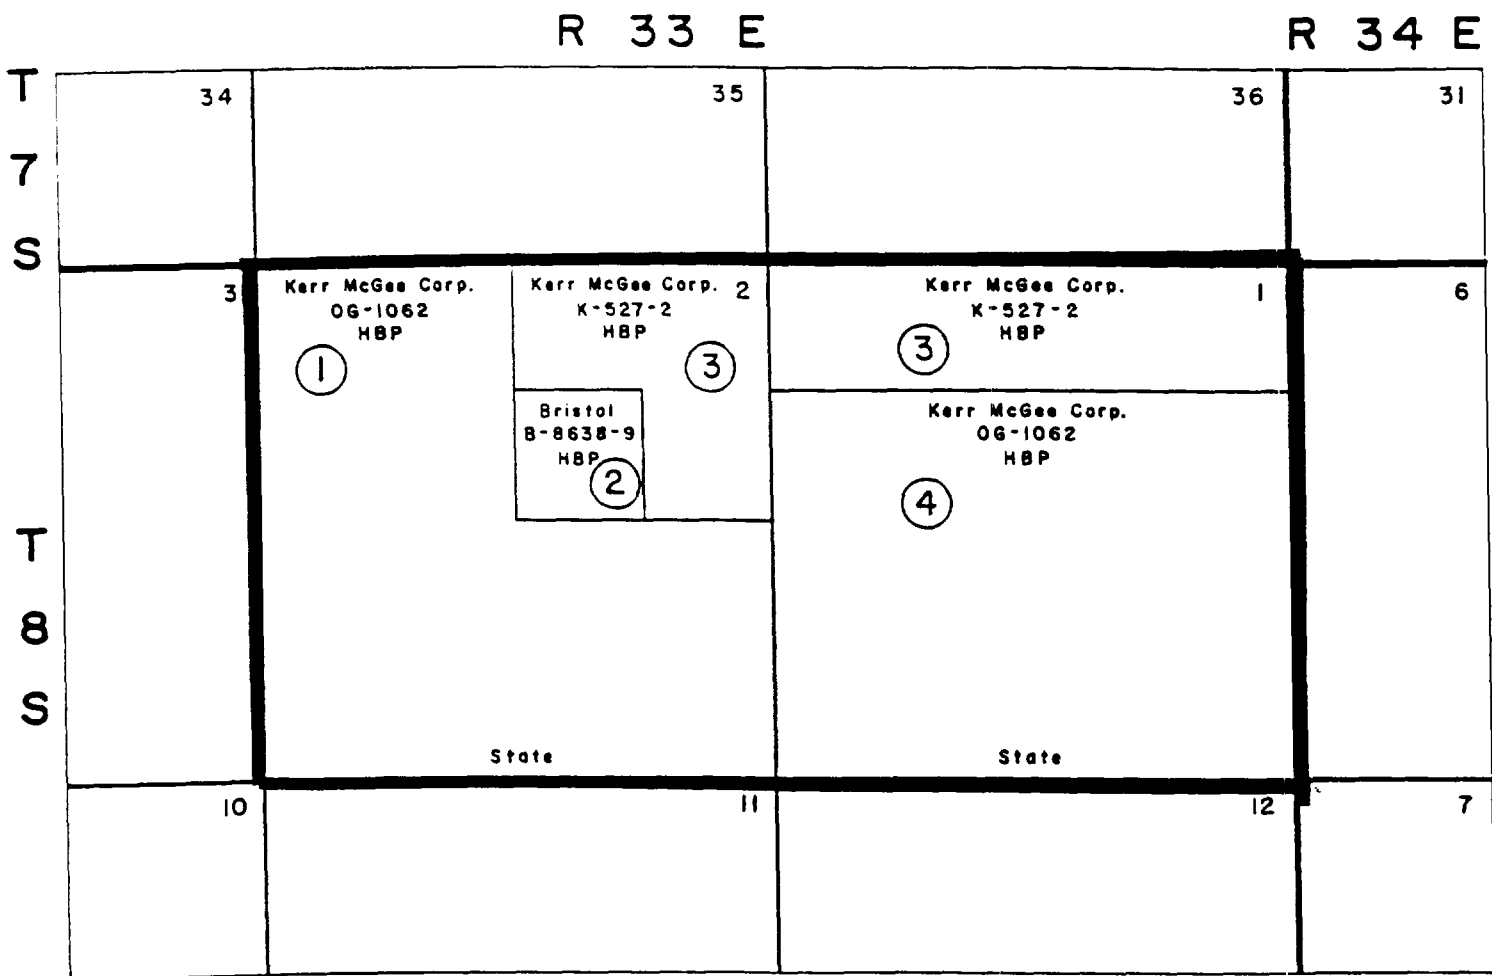 R 33 E
R 34 E
T
7
S
34
35
36
31
3
Kerr McGee Corp.
OG-1062
HBP
1
Kerr McGee Corp.
K-527-2
HBP
2
3
Kerr McGee Corp.
K-527-2
HBP
3
1
6
Bristol
B-8638-9
HBP
2
Kerr McGee Corp.
OG-1062
HBP
4
T
8
S
State
State
10
11
12
7